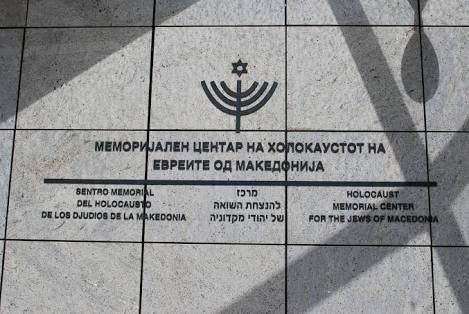 МЕМОРИЈАЛЕН ЦЕНТАР НА ХОЛОКАУСТОТ НА
ЕВРЕИТЕ ОД МАКЕДОНИЈА
SENTRO MEMORIAL
DEL HOLOCAUSTO
DE LOS DJUDIOS DE LA MAKEDONIA
מרכז
להנצחת השואה
של יהודי מקדוניה
HOLOCAUST
MEMORIAL CENTER
FOR THE JEWS OF MACEDONIA